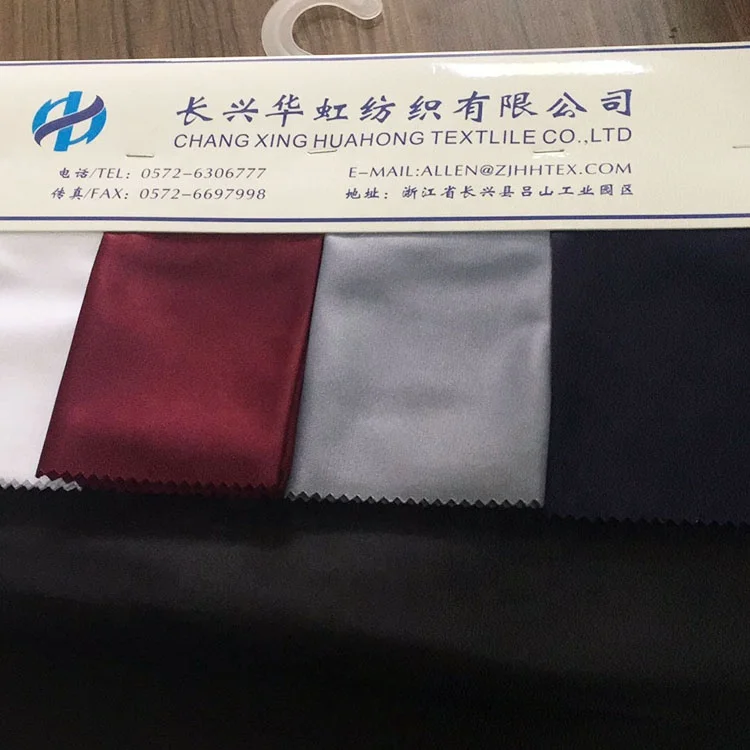 长兴华虹纺织有限公司
CHANG XING HUAHONG TEXTLILE CO.,LTD
电话/TEL: 0572-6306777
E-MAIL:ALLEN@ZJHHTEX.COM
传真/FAX: 0572-6697998
地址: 浙江省长兴县吕山工业园区